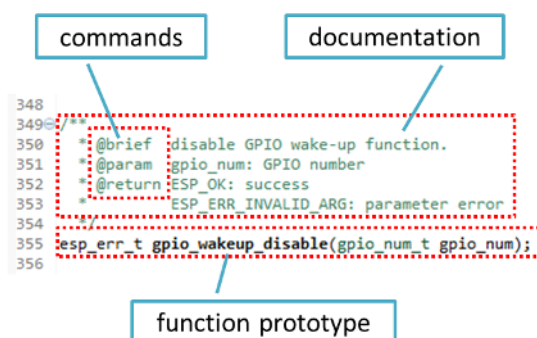 commands
documentation
348
349 /**
350 * @brief disable GPIO wake-up function.
351 * @param gpio_num: GPIO number
352 * @return ESP_OK: success
353 * ESP_ERR_INVALID_ARG: parameter error
354 */
355 esp_err_t gpio_wakeup_disable(gpio_num_t gpio_num);
356
function prototype